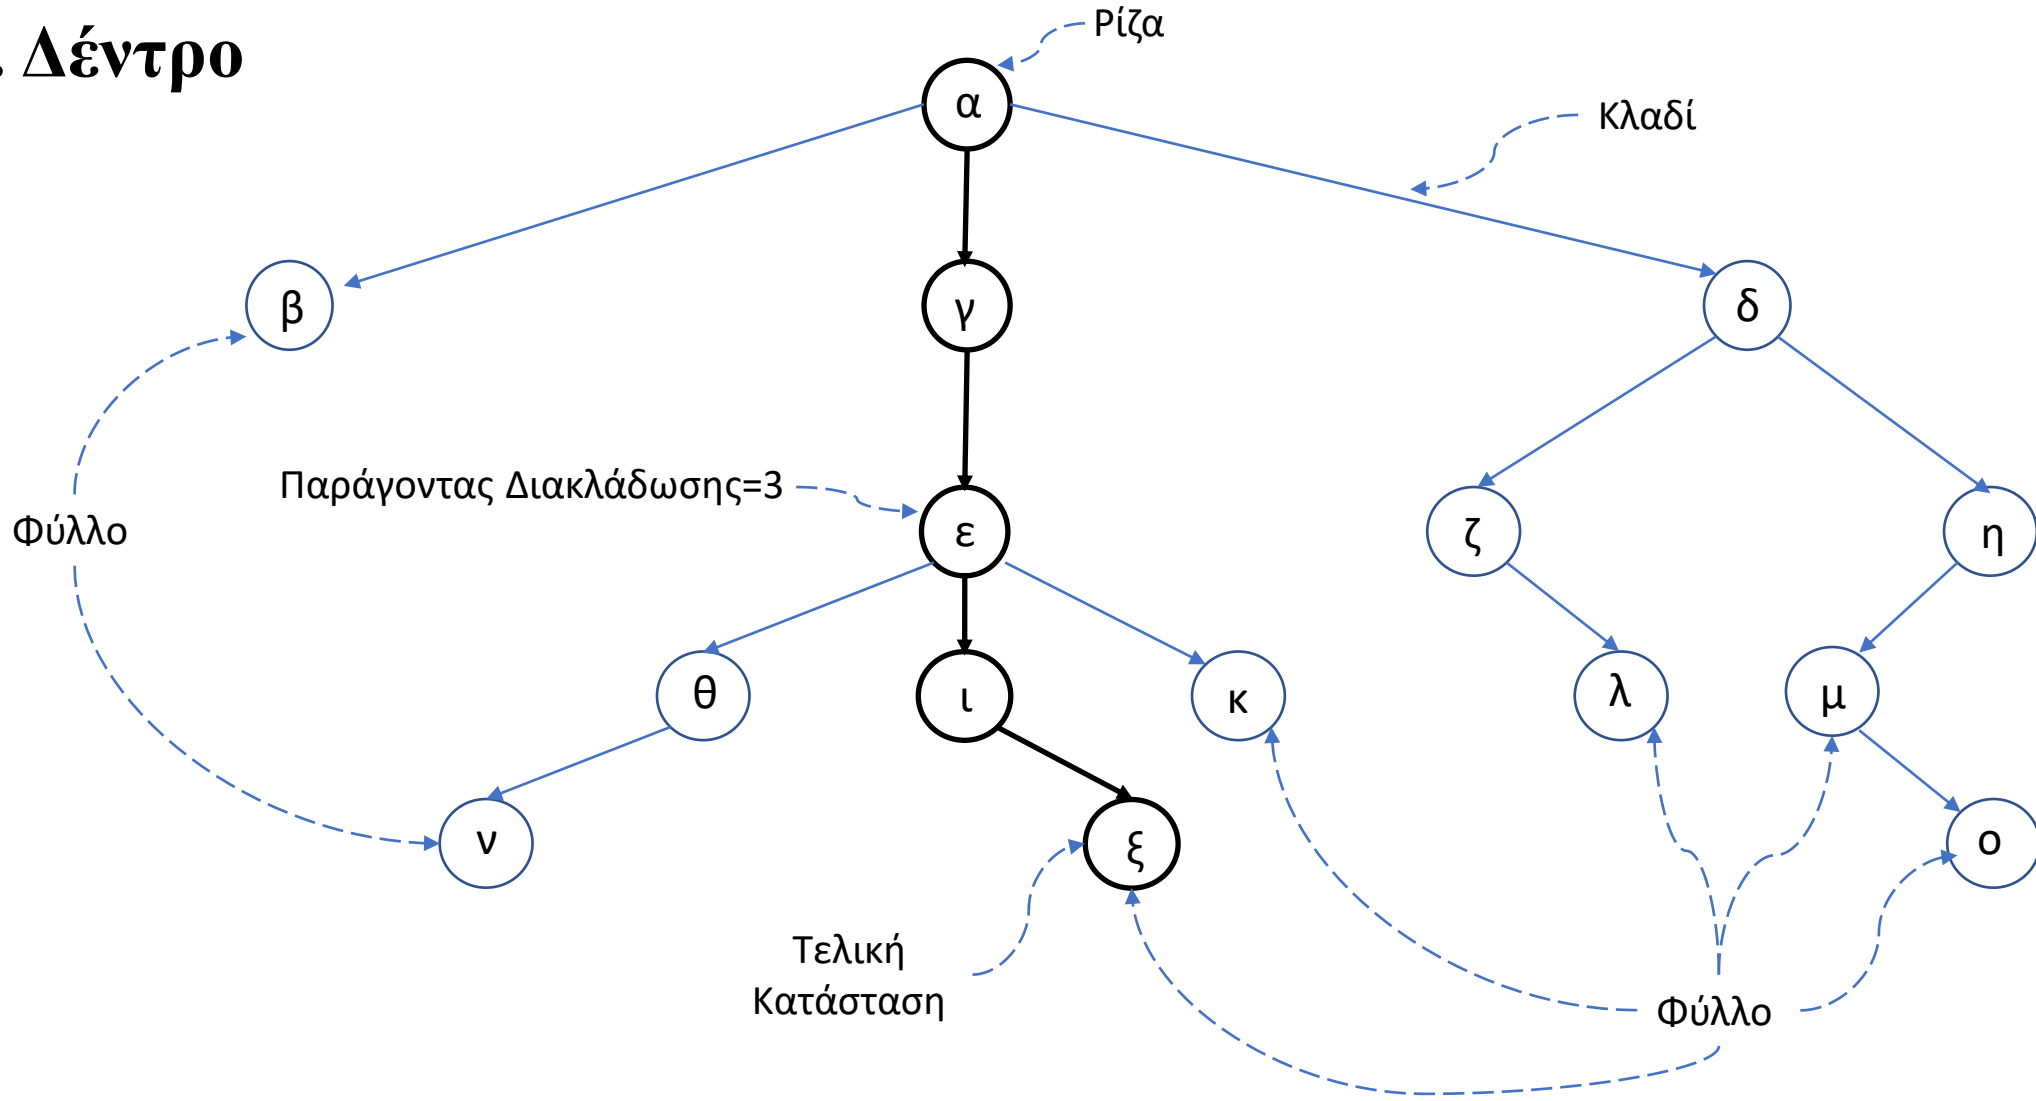 . Δέντρο
Ρίζα
α
Κλαδί
β
γ
δ
Παράγοντας Διακλάδωσης=3
Φύλλο
ε
ζ
η
θ
ι
κ
λ
μ
ν
ξ
ο
Τελική
Κατάσταση
Φύλλο